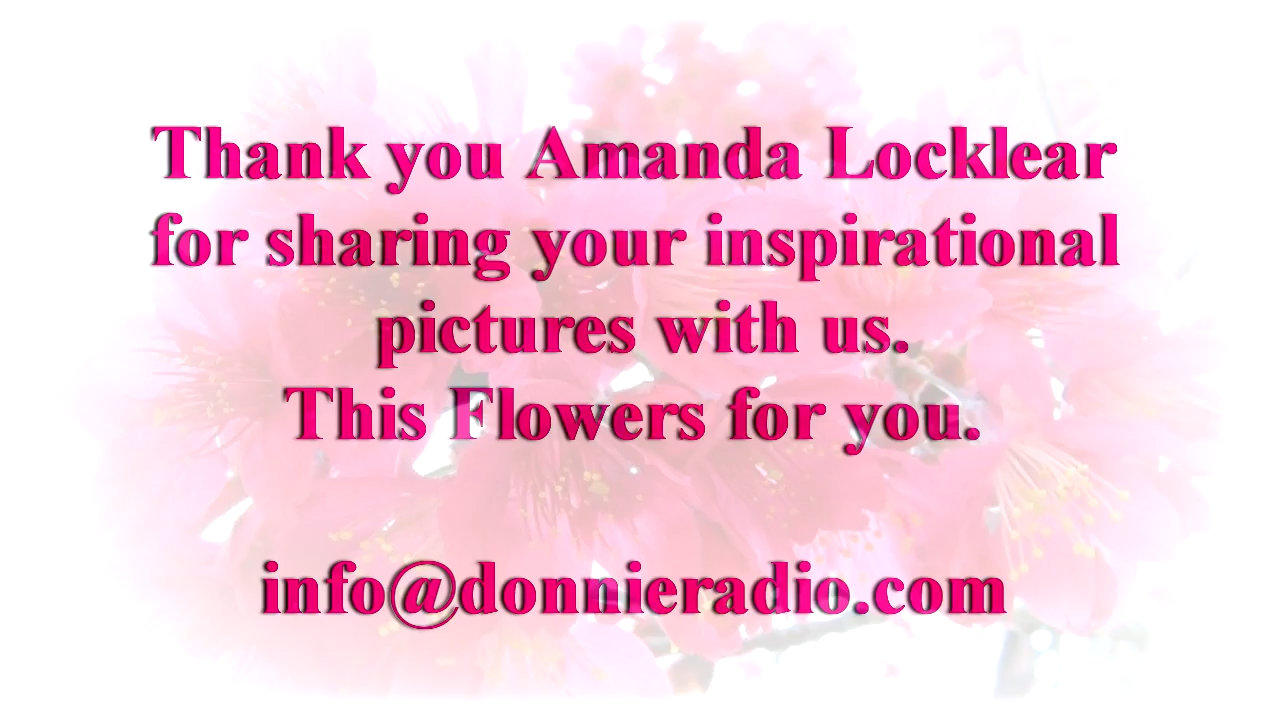 Thank you Amanda Locklear
for sharing your inspirational
pictures with us.
This Flowers for you.
info@donnieradio.com